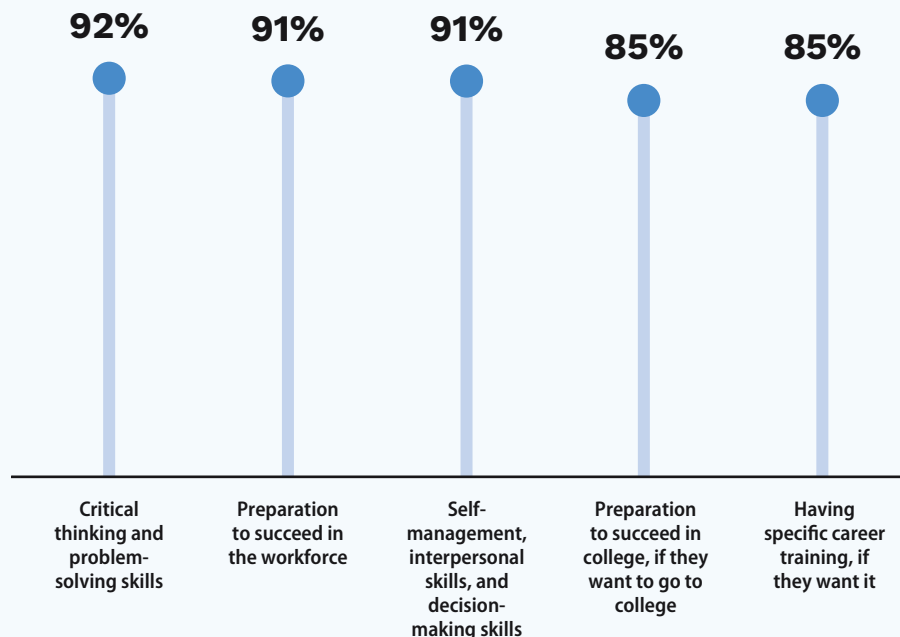 92%
91%
91%
85%
85%
Critical
thinking and
problem-
solving skills
Preparation
to succeed in
the workforce
Self-
management,
interpersonal
skills, and
decision-
making skills
Preparation
to succeed in
college, if they
want to go to
college
Having
specific career
training, if
they want it